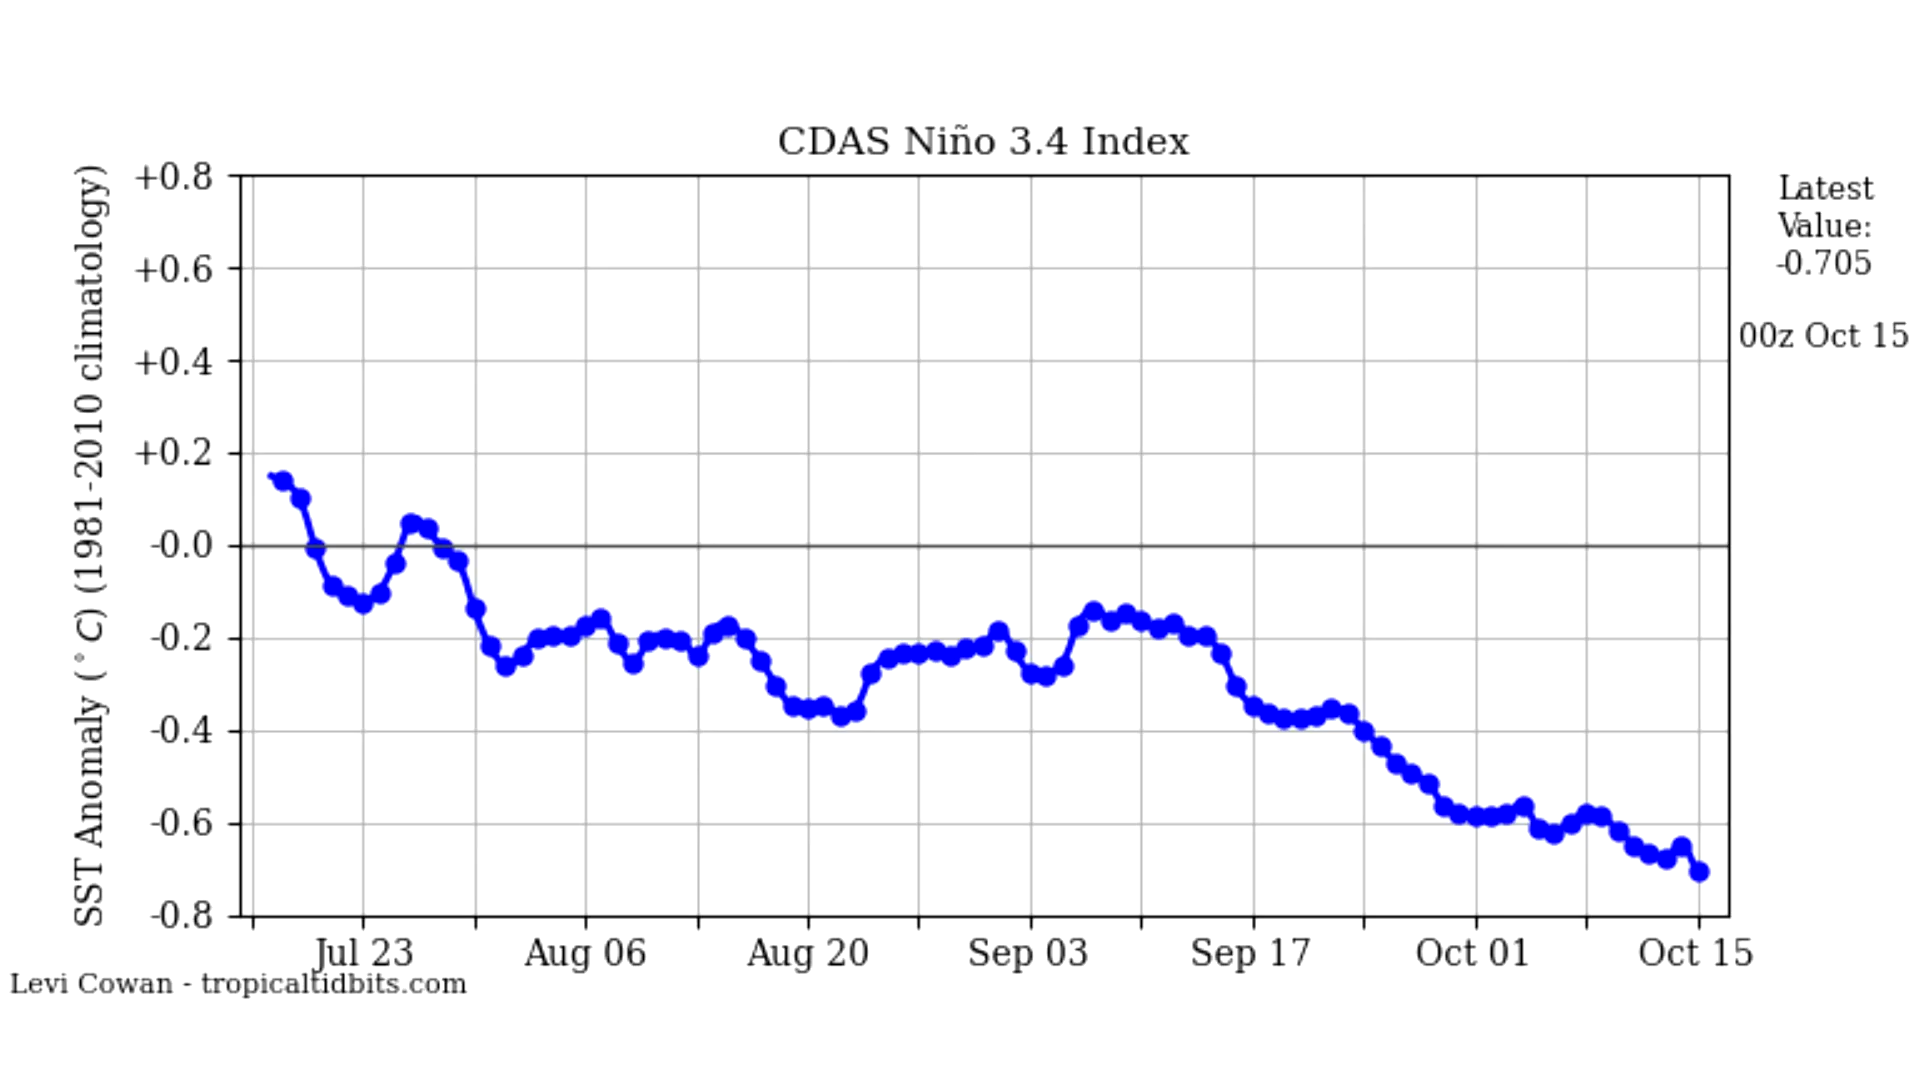 CDAS Niño 3.4 Index
SST Anomaly (°C) (1981-2010 climatology)
+0.8
+0.6
+0.4
+0.2
-0.0
-0.2
-0.4
-0.6
-0.8
Jul 23
Aug 06
Aug 20
Sep 03
Sep 17
Oct 01
Oct 15
Latest
Value:
-0.705
00z Oct 15
Levi Cowan - tropicaltidbits.com